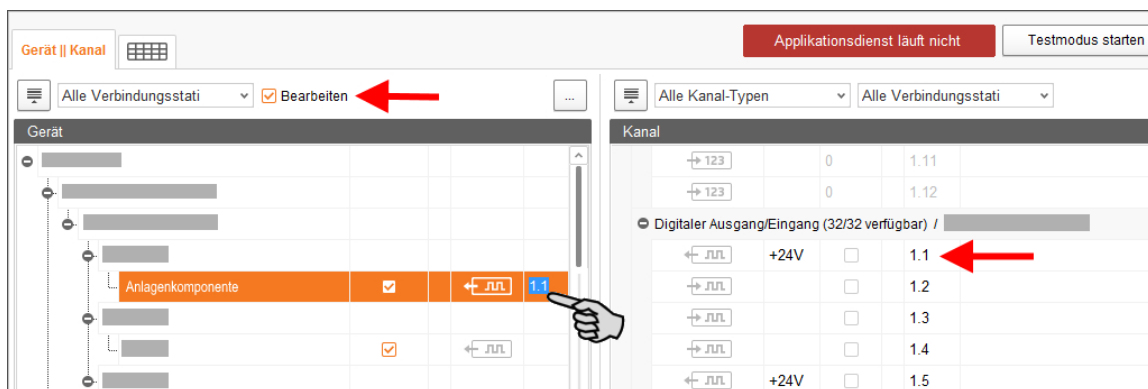 Gerät || Kanal
Applikationsdienst läuft nicht
Testmodus starten
Alle Verbindungsstati
Bearbeiten
...
Alle Kanal-Typen
Alle Verbindungsstati
Gerät
Kanal
123 0 1.11
123 0 1.12
Digitaler Ausgang/Eingang (32/32 verfügbar) /
+24V 1.1
Anlagenkomponente 1.1
1.2
1.3
1.4
+24V 1.5